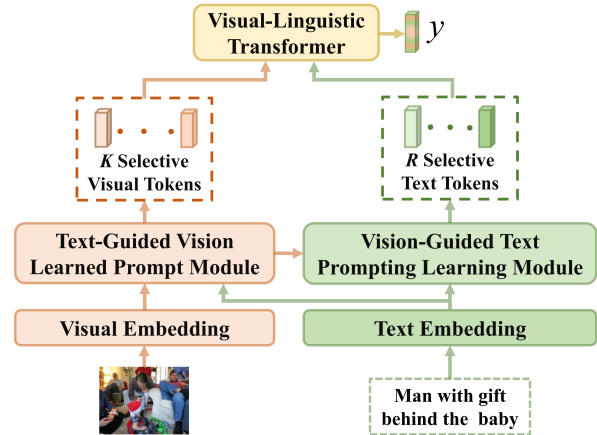 Visual-Linguistic
Transformer
y
K Selective
Visual Tokens
R Selective
Text Tokens
Text-Guided Vision
Learned Prompt Module
Vision-Guided Text
Prompting Learning Module
Visual Embedding
Text Embedding
Man with gift
behind the baby